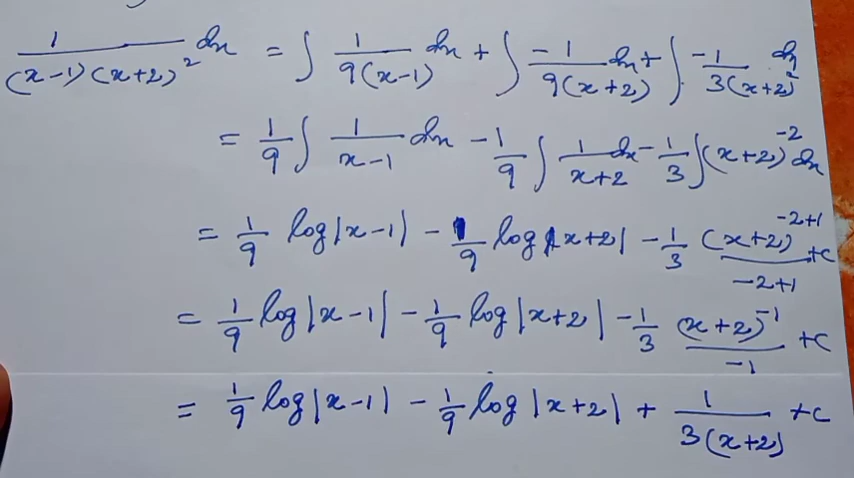 1/((x-1)(x+2)²) dx = ∫ 1/(9(x-1)) dx + ∫ -1/(9(x+2)) dx + ∫ -1/(3(x+2)²) dx
= 1/9 ∫ 1/(x-1) dx - 1/9 ∫ 1/(x+2) dx - 1/3 ∫ (x+2)⁻² dx
= 1/9 log|x-1| - 1/9 log|x+2| - 1/3 (x+2)⁻²⁺¹/(-2+1) + c
= 1/9 log|x-1| - 1/9 log|x+2| - 1/3 (x+2)⁻¹/(-1) + c
= 1/9 log|x-1| - 1/9 log|x+2| + 1/(3(x+2)) + c